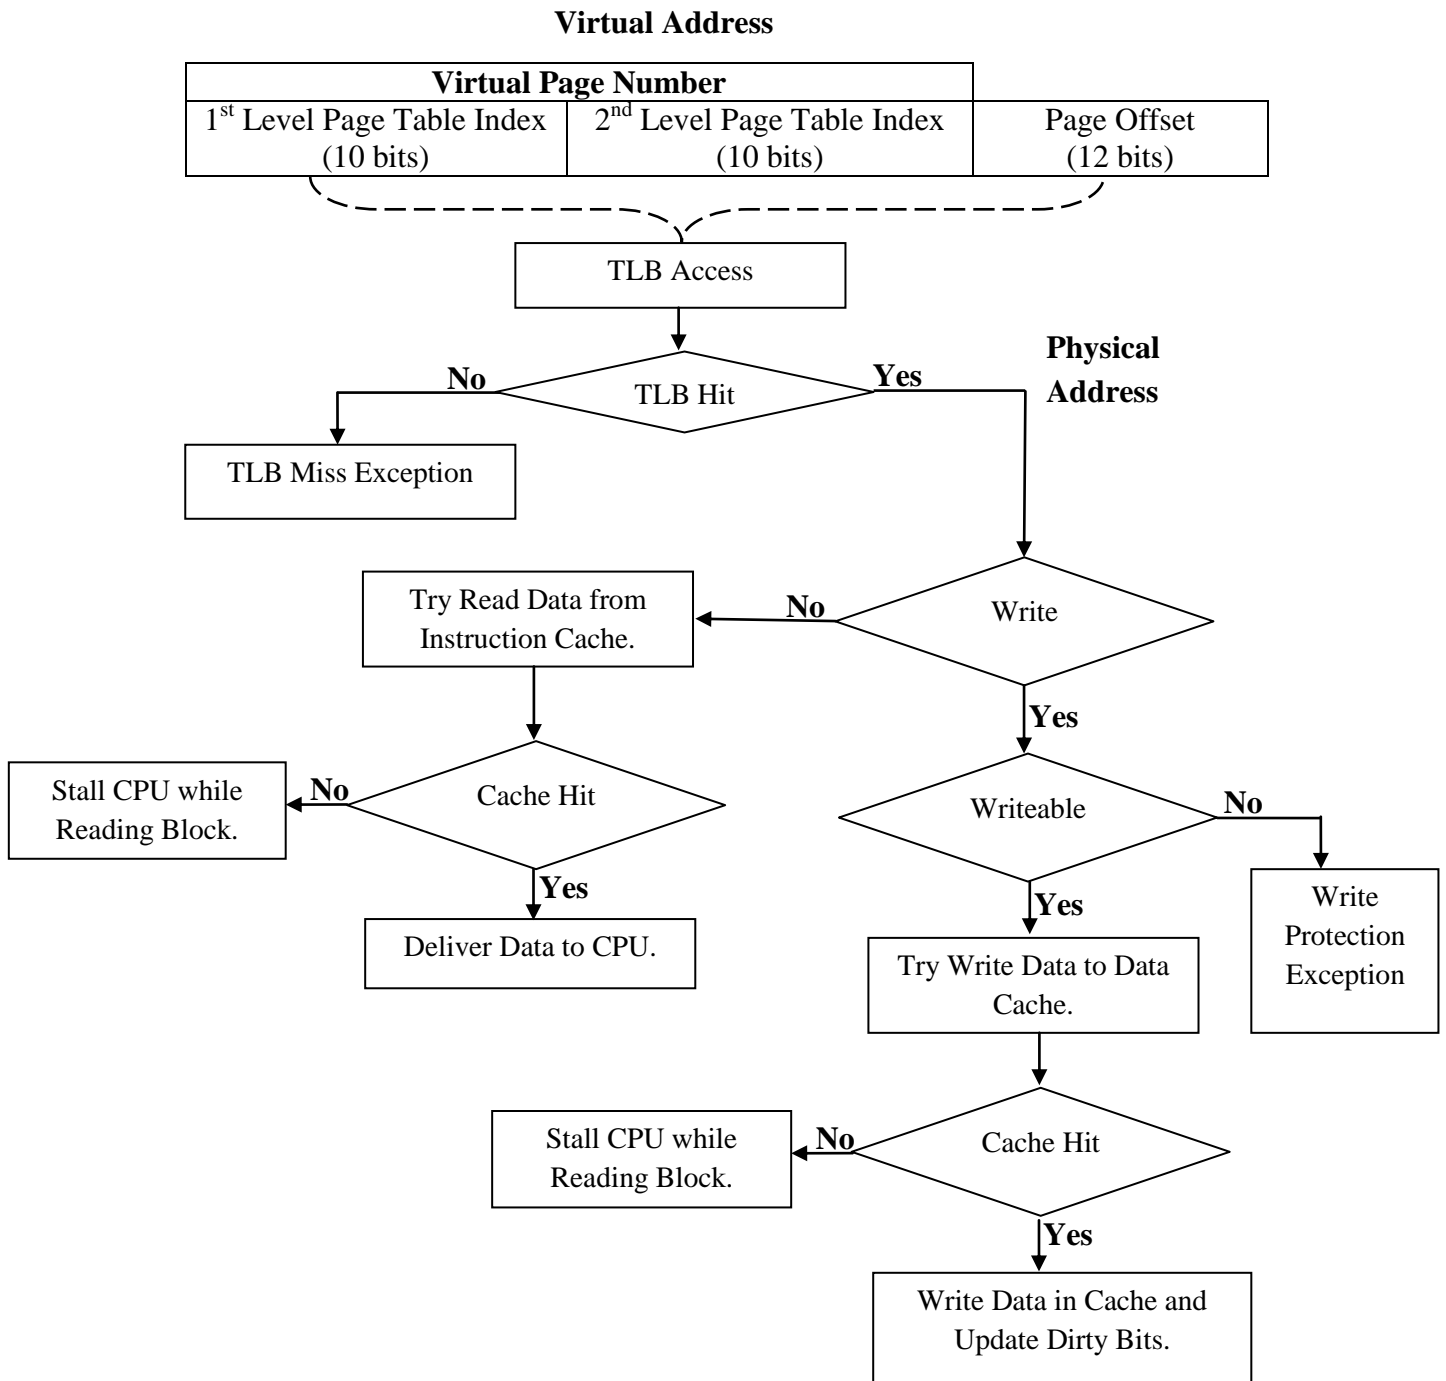 Virtual Address
Virtual Page Number
1st Level Page Table Index
(10 bits)
2nd Level Page Table Index
(10 bits)
Page Offset
(12 bits)
TLB Access
TLB Hit
No
Yes
Physical
Address
TLB Miss Exception
Write
No
Yes
Try Read Data from
Instruction Cache.
Cache Hit
No
Yes
Stall CPU while
Reading Block.
Deliver Data to CPU.
Writeable
No
Yes
Write
Protection
Exception
Try Write Data to Data
Cache.
Cache Hit
No
Yes
Stall CPU while
Reading Block.
Write Data in Cache and
Update Dirty Bits.